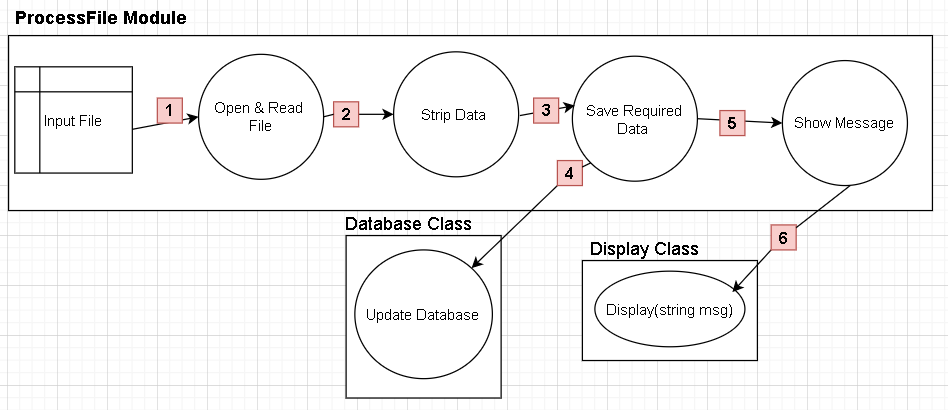 ProcessFile Module
Input File
1
Open & Read
File
2
Strip Data
3
Save Required
Data
5
Show Message
4
6
Database Class
Update Database
Display Class
Display(string msg)